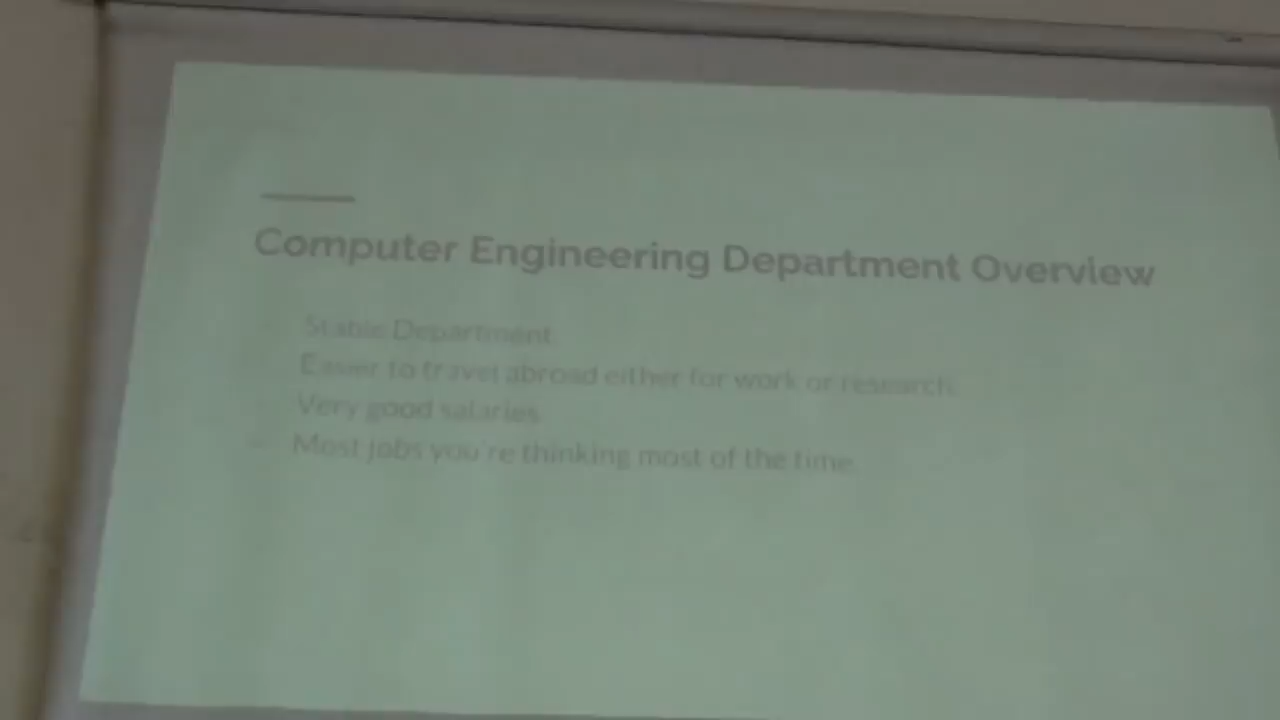 Computer Engineering Department Overview
Stable Department
Easier to travel abroad either for work or research.
Very good salaries
Most jobs you're thinking most of the time.